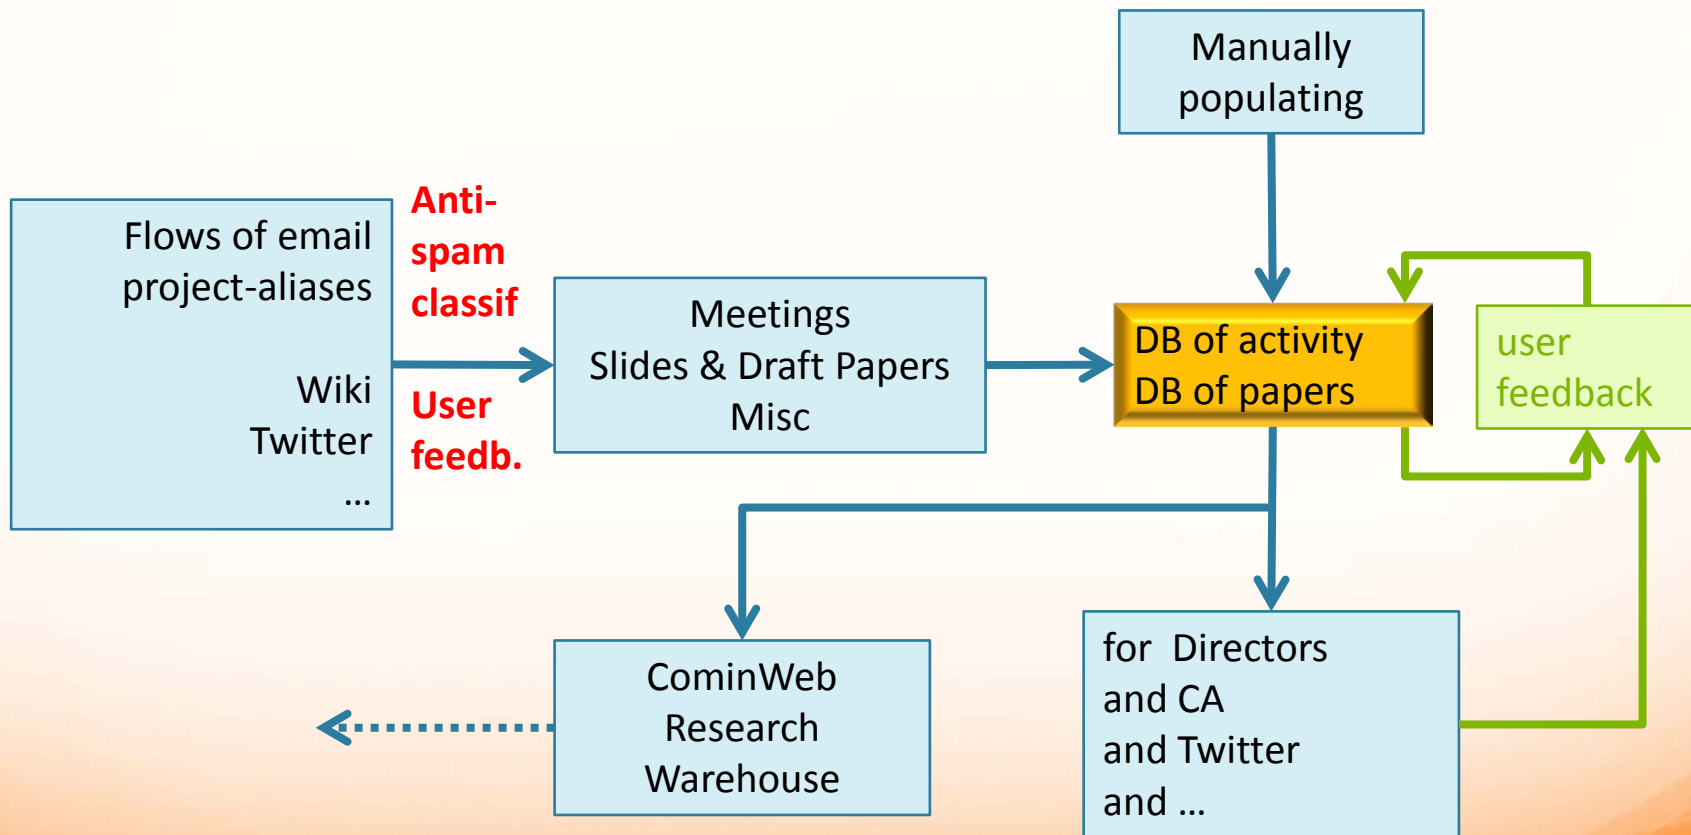 Manually
populating
Flows of email
project-aliases
Wiki
Twitter
...
Anti-
spam
classif
User
feedb.
Meetings
Slides & Draft Papers
Misc
DB of activity
DB of papers
user
feedback
CominWeb
Research
Warehouse
for Directors
and CA
and Twitter
and ...